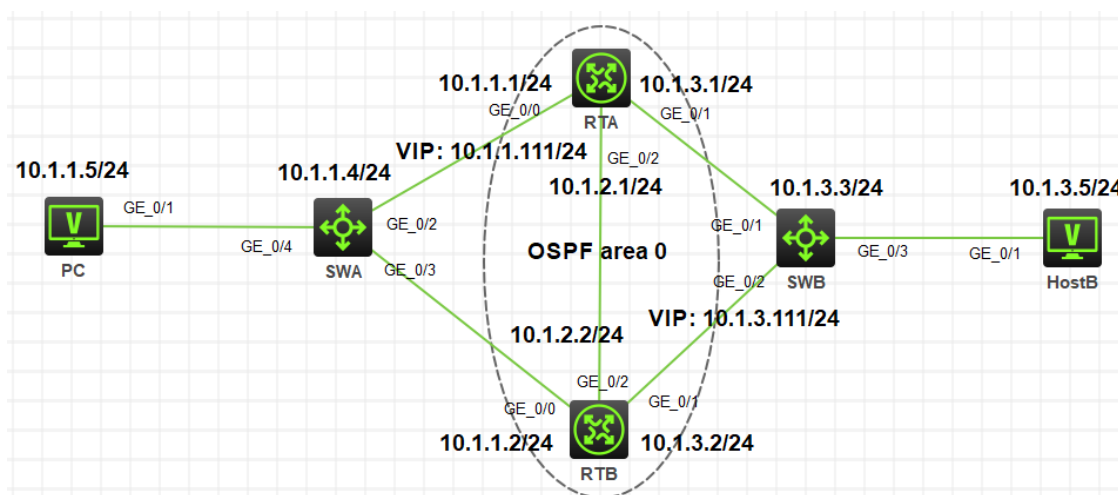 10.1.1.1/24
10.1.3.1/24
GE_0/0
RTA
GE_0/1
VIP: 10.1.1.111/24
GE_0/2
10.1.1.5/24
10.1.1.4/24
10.1.2.1/24
10.1.3.3/24
10.1.3.5/24
GE_0/1
GE_0/2
GE_0/1
GE_0/4
PC
SWA
GE_0/3
OSPF area 0
GE_0/3
GE_0/1
SWB
HostB
GE_0/2
VIP: 10.1.3.111/24
10.1.2.2/24
GE_0/2
GE_0/0
GE_0/1
10.1.1.2/24
10.1.3.2/24
RTB